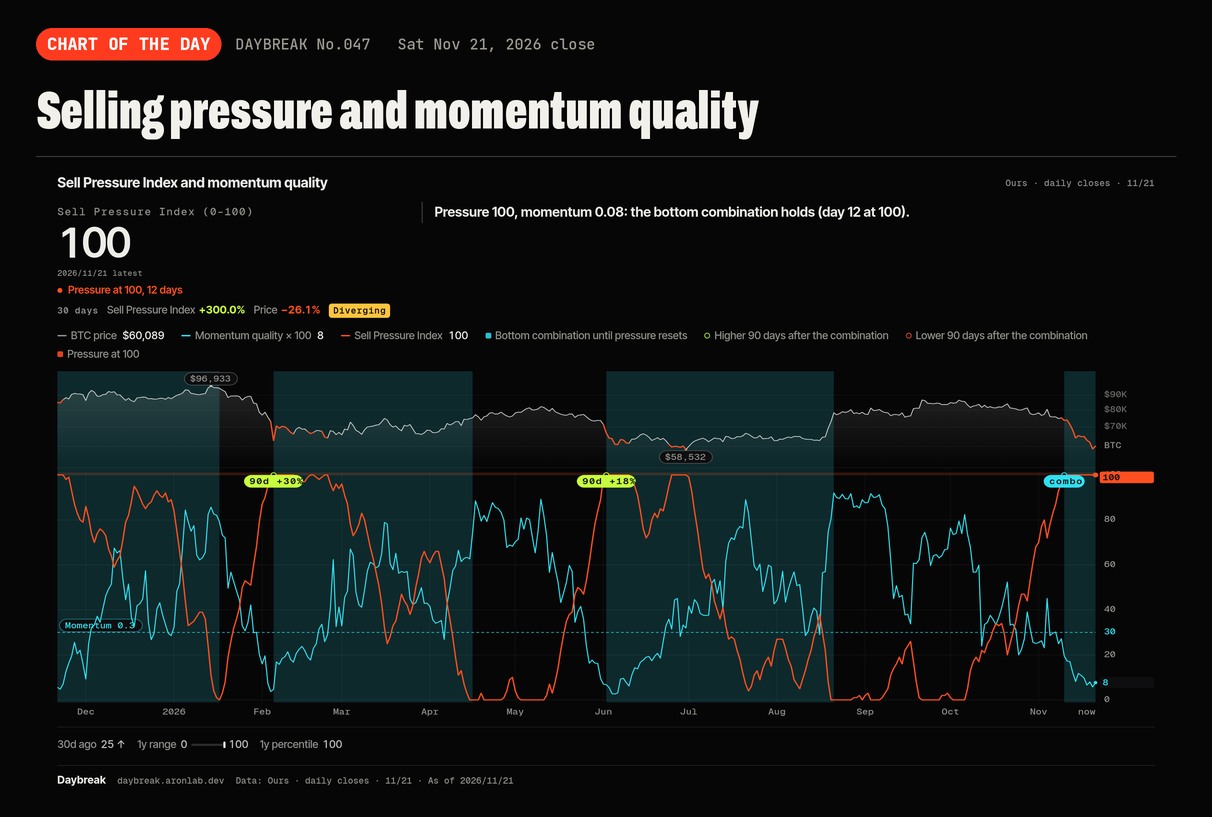 CHART OF THE DAY DAYBREAK No.047 Sat Nov 21, 2026 close
Selling pressure and momentum quality
Sell Pressure Index and momentum quality
Ours · daily closes · 11/21
Sell Pressure Index (0–100)
100
2026/11/21 latest
Pressure 100, momentum 0.08: the bottom combination holds (day 12 at 100).
Pressure at 100, 12 days
30 days Sell Pressure Index +300.0% Price −26.1% Diverging
BTC price $60,089 Momentum quality × 100 8 Sell Pressure Index 100 Bottom combination until pressure resets Higher 90 days after the combination Lower 90 days after the combination
Pressure at 100
$96,933
$90K
$80K
$70K
BTC
$58,532
90d +30%
90d +18%
combo
100
80
60
40
Momentum 0.3
30
20
8
0
Dec 2026 Feb Mar Apr May Jun Jul Aug Sep Oct Nov now
30d ago 25 ↑ 1y range 0 100 1y percentile 100
Daybreak daybreak.aronlab.dev Data: Ours · daily closes · 11/21 · As of 2026/11/21